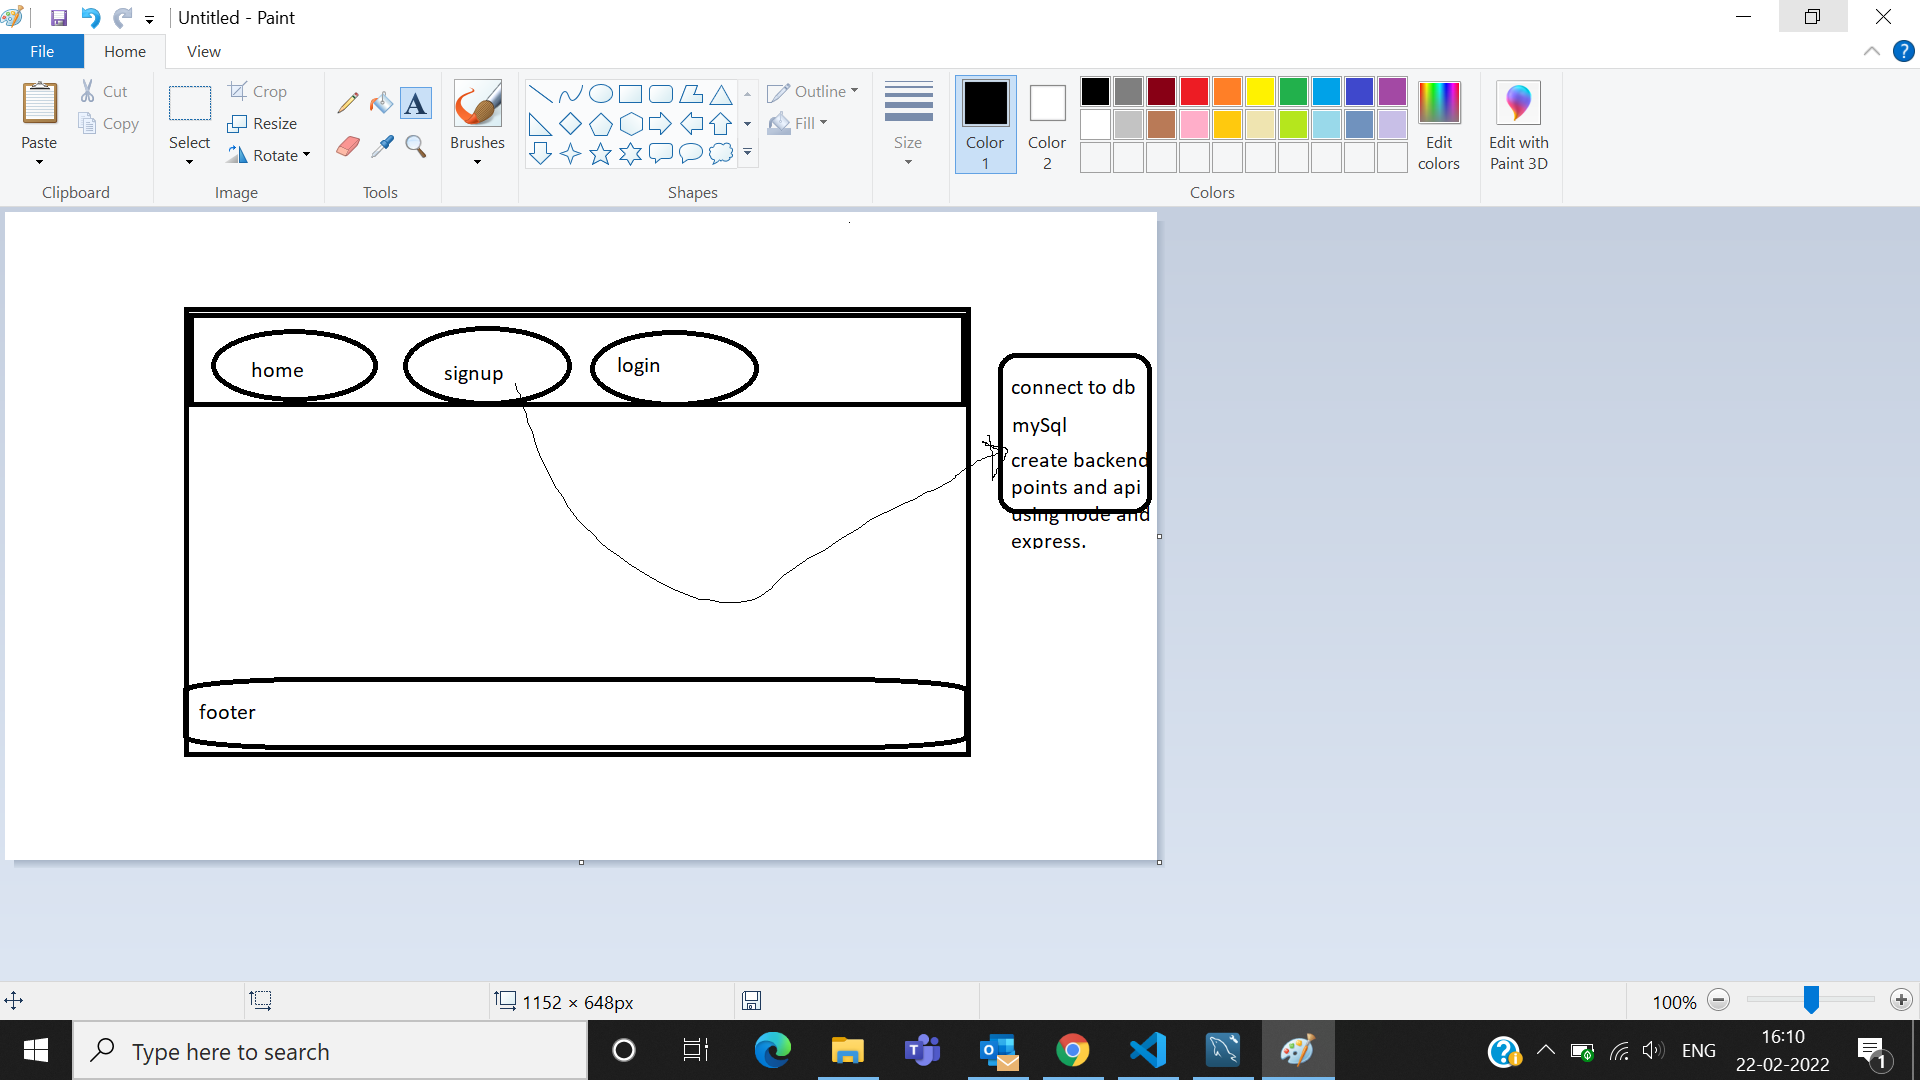 Untitled - Paint
File Home View
Paste
Cut
Copy
Clipboard
Select
Crop
Resize
Rotate
Image
A
Tools
Brushes
Shapes
Outline
Fill
Size
Color
1
Color
2
Edit
colors
Colors
Edit with
Paint 3D
?
home
signup
login
connect to db
mySql
create backend
points and api
using node and
express.
footer
1152 × 648px
100%
Type here to search
ENG
16:10
22-02-2022
1